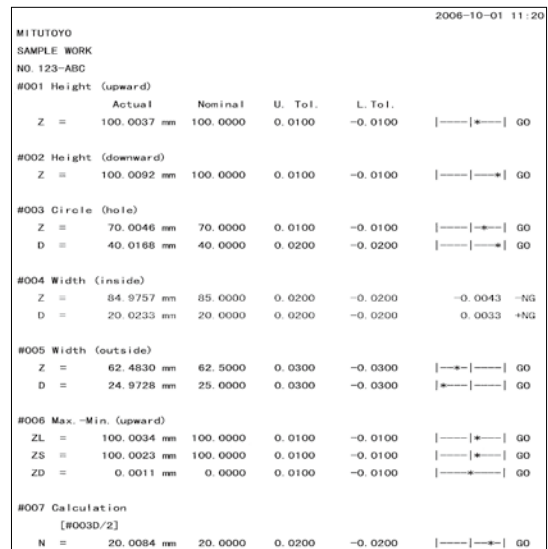 2006-10-01 11:20
MITUTOYO
SAMPLE WORK
NO. 123-ABC
#001 Height (upward)
Actual Nominal U. Tol. L. Tol.
Z = 100.0037 mm 100.0000 0.0100 -0.0100 |----|*---| GO
#002 Height (downward)
Z = 100.0092 mm 100.0000 0.0100 -0.0100 |----|---*| GO
#003 Circle (hole)
Z = 70.0046 mm 70.0000 0.0100 -0.0100 |----|-*--| GO
D = 40.0168 mm 40.0000 0.0200 -0.0200 |----|---*| GO
#004 Width (inside)
Z = 84.9757 mm 85.0000 0.0200 -0.0200 -0.0043 -NG
D = 20.0233 mm 20.0000 0.0200 -0.0200 0.0033 +NG
#005 Width (outside)
Z = 62.4830 mm 62.5000 0.0300 -0.0300 |--*-|----| GO
D = 24.9728 mm 25.0000 0.0300 -0.0300 |*---|----| GO
#006 Max.-Min. (upward)
ZL = 100.0034 mm 100.0000 0.0100 -0.0100 |----|*---| GO
ZS = 100.0023 mm 100.0000 0.0100 -0.0100 |----|*---| GO
ZD = 0.0011 mm 0.0000 0.0100 -0.0100 |----*----| GO
#007 Calculation
[#003D/2]
N = 20.0084 mm 20.0000 0.0200 -0.0200 |----|--*-| GO